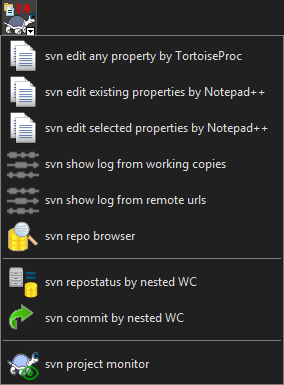 svn edit any property by TortoiseProc
svn edit existing properties by Notepad++
svn edit selected properties by Notepad++
svn show log from working copies
svn show log from remote urls
svn repo browser
svn repostatus by nested WC
svn commit by nested WC
svn project monitor